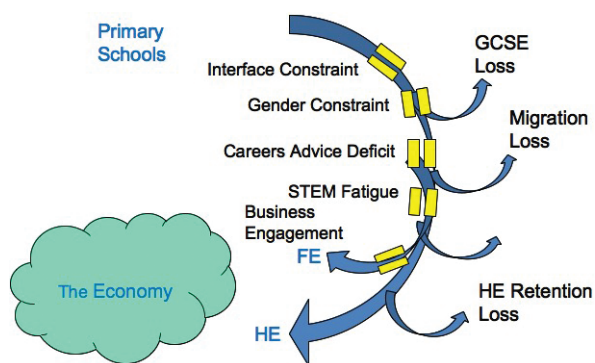 Primary
Schools
GCSE
Loss
Interface Constraint
Gender Constraint
Migration
Loss
Careers Advice Deficit
STEM Fatigue
Business
Engagement
FE
The Economy
HE Retention
Loss
HE